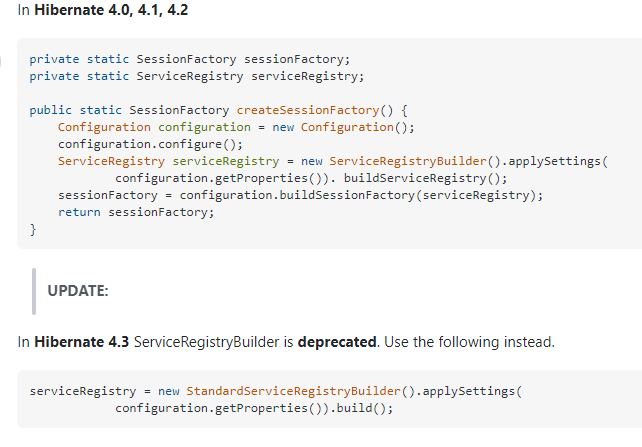 In Hibernate 4.0, 4.1, 4.2
private static SessionFactory sessionFactory;
private static ServiceRegistry serviceRegistry;
public static SessionFactory createSessionFactory() {
    Configuration configuration = new Configuration();
    configuration.configure();
    ServiceRegistry serviceRegistry = new ServiceRegistryBuilder().applySettings(
            configuration.getProperties()). buildServiceRegistry();
    sessionFactory = configuration.buildSessionFactory(serviceRegistry);
    return sessionFactory;
}
UPDATE:
In Hibernate 4.3 ServiceRegistryBuilder is deprecated. Use the following instead.
serviceRegistry = new StandardServiceRegistryBuilder().applySettings(
            configuration.getProperties()).build();